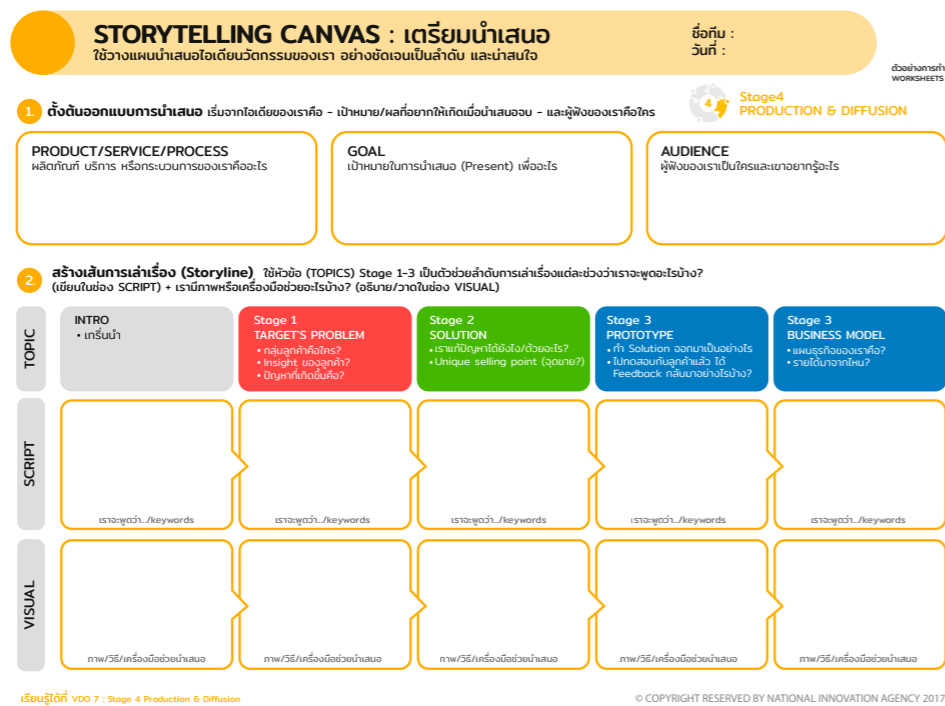 STORYTELLING CANVAS : เตรียมนำเสนอ
ใช้วางแผนนำเสนอไอเดียนวัตกรรมของเรา อย่างชัดเจนเป็นลำดับ และน่าสนใจ
ชื่อทีม :
วันที่ :
ตัวอย่างการทำ
WORKSHEETS
1. ตั้งต้นออกแบบการนำเสนอ เริ่มจากไอเดียของเราคือ - เป้าหมาย/ผลที่อยากให้เกิดเมื่อนำเสนอจบ - และผู้ฟังของเราคือใคร
4
Stage4
PRODUCTION & DIFFUSION
PRODUCT/SERVICE/PROCESS
ผลิตภัณฑ์ บริการ หรือกระบวนการของเราคืออะไร
GOAL
เป้าหมายในการนำเสนอ (Present) เพื่ออะไร
AUDIENCE
ผู้ฟังของเราเป็นใครและเขาอยากรู้อะไร
2. สร้างเส้นการเล่าเรื่อง (Storyline) ใช้หัวข้อ (TOPICS) Stage 1-3 เป็นตัวช่วยลำดับการเล่าเรื่องแต่ละช่วงว่าเราจะพูดอะไรบ้าง?
(เขียนในช่อง SCRIPT) + เรามีภาพหรือเครื่องมือช่วยอะไรบ้าง? (อธิบาย/วาดในช่อง VISUAL)
TOPIC
INTRO
• เกริ่นนำ
Stage 1
TARGET'S PROBLEM
• กลุ่มลูกค้าคือใคร?
• Insight ของลูกค้า?
• ปัญหาที่เกิดขึ้นคือ?
Stage 2
SOLUTION
• เราแก้ปัญหาได้ยังไง/ด้วยอะไร?
• Unique selling point (จุดขาย?)
Stage 3
PROTOTYPE
• ทำ Solution ออกมาเป็นอย่างไร
• ไปทดสอบกับลูกค้าแล้ว ได้
Feedback กลับมาอย่างไรบ้าง?
Stage 3
BUSINESS MODEL
• แผนธุรกิจของเราคือ?
• รายได้มาจากไหน?
SCRIPT
เราจะพูดว่า.../keywords
เราจะพูดว่า.../keywords
เราจะพูดว่า.../keywords
เราจะพูดว่า.../keywords
เราจะพูดว่า.../keywords
VISUAL
ภาพ/วิธี/เครื่องมือช่วยนำเสนอ
ภาพ/วิธี/เครื่องมือช่วยนำเสนอ
ภาพ/วิธี/เครื่องมือช่วยนำเสนอ
ภาพ/วิธี/เครื่องมือช่วยนำเสนอ
ภาพ/วิธี/เครื่องมือช่วยนำเสนอ
เรียนรู้ได้ที่ VDO 7 : Stage 4 Production & Diffusion
© COPYRIGHT RESERVED BY NATIONAL INNOVATION AGENCY 2017